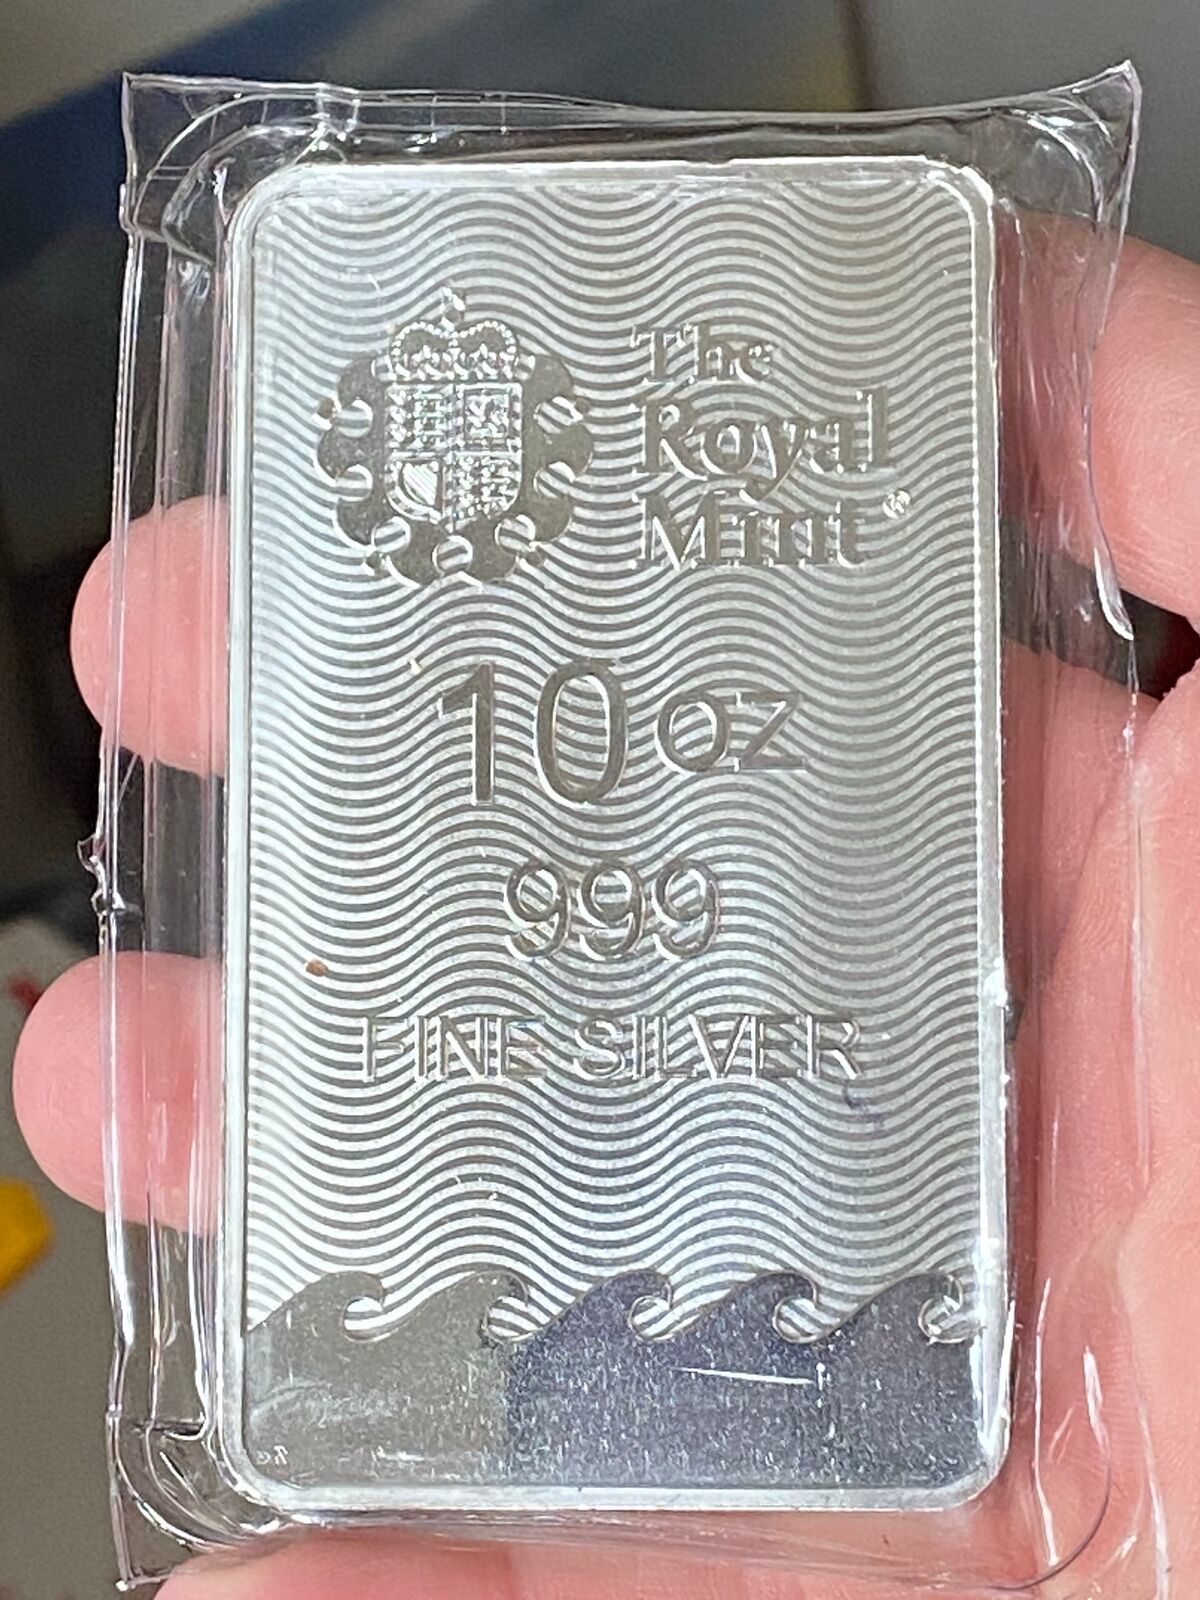 The
Royal
Mint®
10 oz
999
FINE SILVER